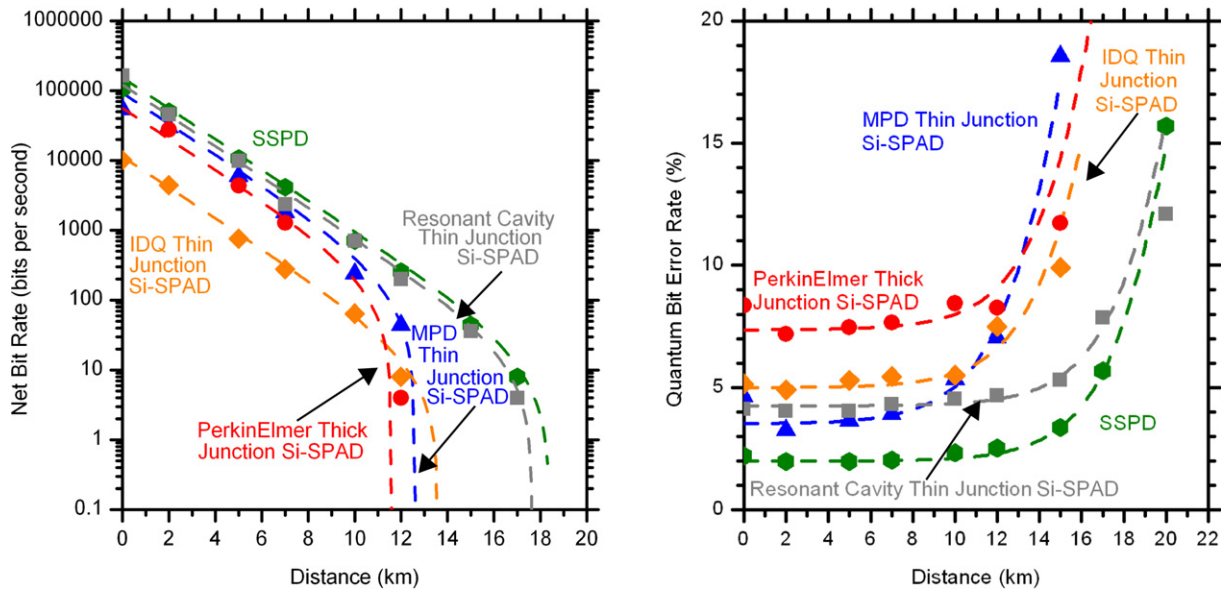 Net Bit Rate (bits per second)
1000000
100000
10000
1000
100
10
1
0.1
0 2 4 6 8 10 12 14 16 18 20
Distance (km)
SSPD
Resonant Cavity
Thin Junction
Si-SPAD
IDQ Thin
Junction
Si-SPAD
MPD
Thin
Junction
Si-SPAD
PerkinElmer Thick
Junction Si-SPAD
Quantum Bit Error Rate (%)
20
15
10
5
0
0 2 4 6 8 10 12 14 16 18 20 22
Distance (km)
IDQ Thin
Junction
Si-SPAD
MPD Thin Junction
Si-SPAD
PerkinElmer Thick
Junction Si-SPAD
SSPD
Resonant Cavity Thin Junction Si-SPAD